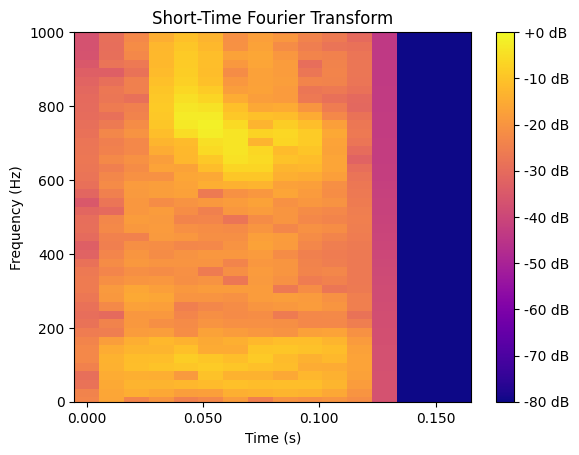 Short-Time Fourier Transform
1000
800
600
400
200
0
Frequency (Hz)
0.000
0.050
0.100
0.150
Time (s)
+0 dB
-10 dB
-20 dB
-30 dB
-40 dB
-50 dB
-60 dB
-70 dB
-80 dB